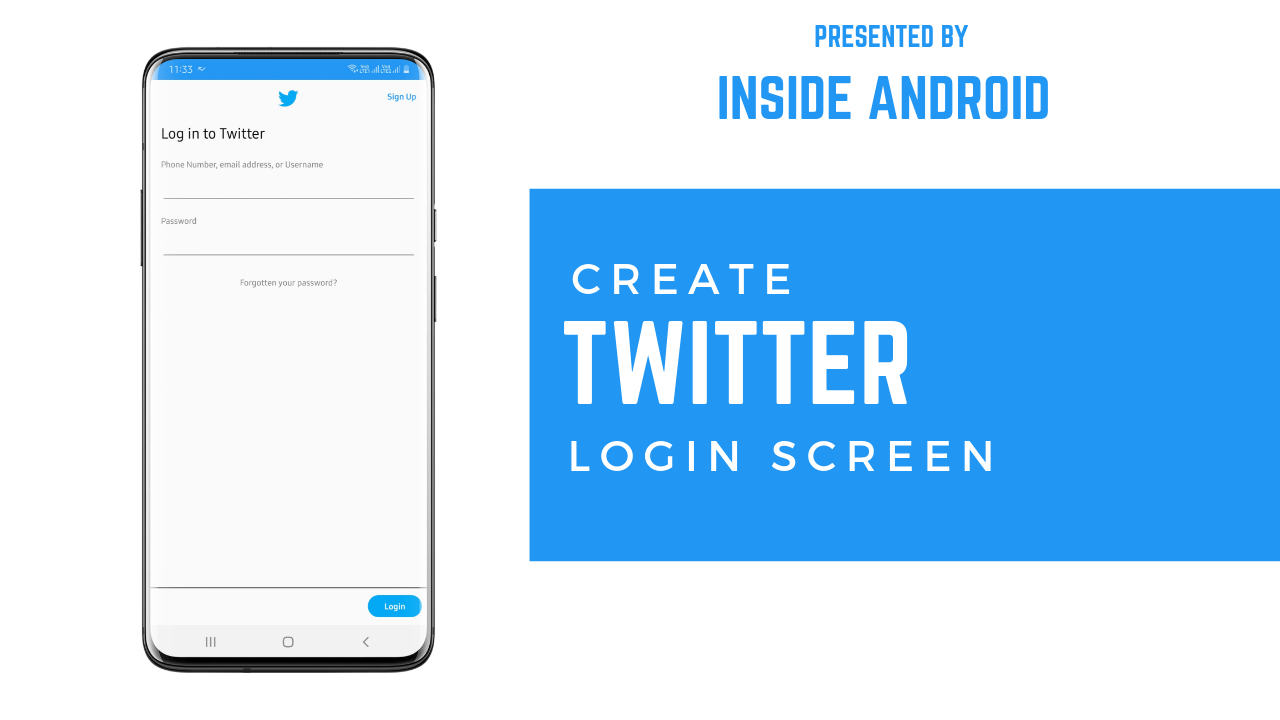 11:33
Sign Up
Log in to Twitter
Phone Number, email address, or Username
Password
Forgotten your password?
Login
PRESENTED BY
INSIDE ANDROID
CREATE
TWITTER
LOGIN SCREEN